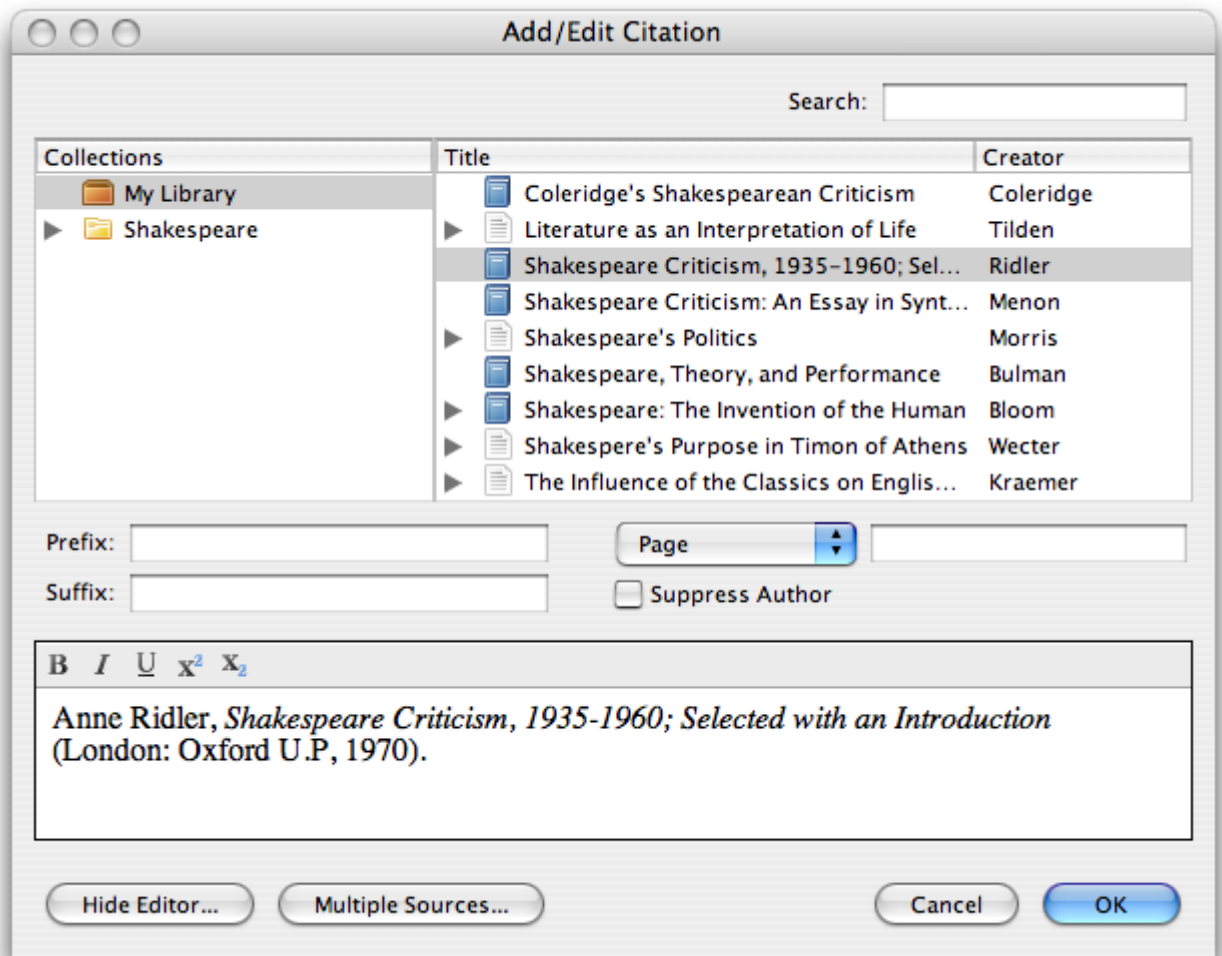 Add/Edit Citation
Search:
Collections
Title Creator
My Library
Shakespeare
Coleridge's Shakespearean Criticism Coleridge
Literature as an Interpretation of Life Tilden
Shakespeare Criticism, 1935–1960; Sel... Ridler
Shakespeare Criticism: An Essay in Synt... Menon
Shakespeare's Politics Morris
Shakespeare, Theory, and Performance Bulman
Shakespeare: The Invention of the Human Bloom
Shakespere's Purpose in Timon of Athens Wecter
The Influence of the Classics on Englis... Kraemer
Prefix: Page
Suffix: Suppress Author
B I U x² x₂
Anne Ridler, Shakespeare Criticism, 1935-1960; Selected with an Introduction
(London: Oxford U.P, 1970).
Hide Editor... Multiple Sources... Cancel OK